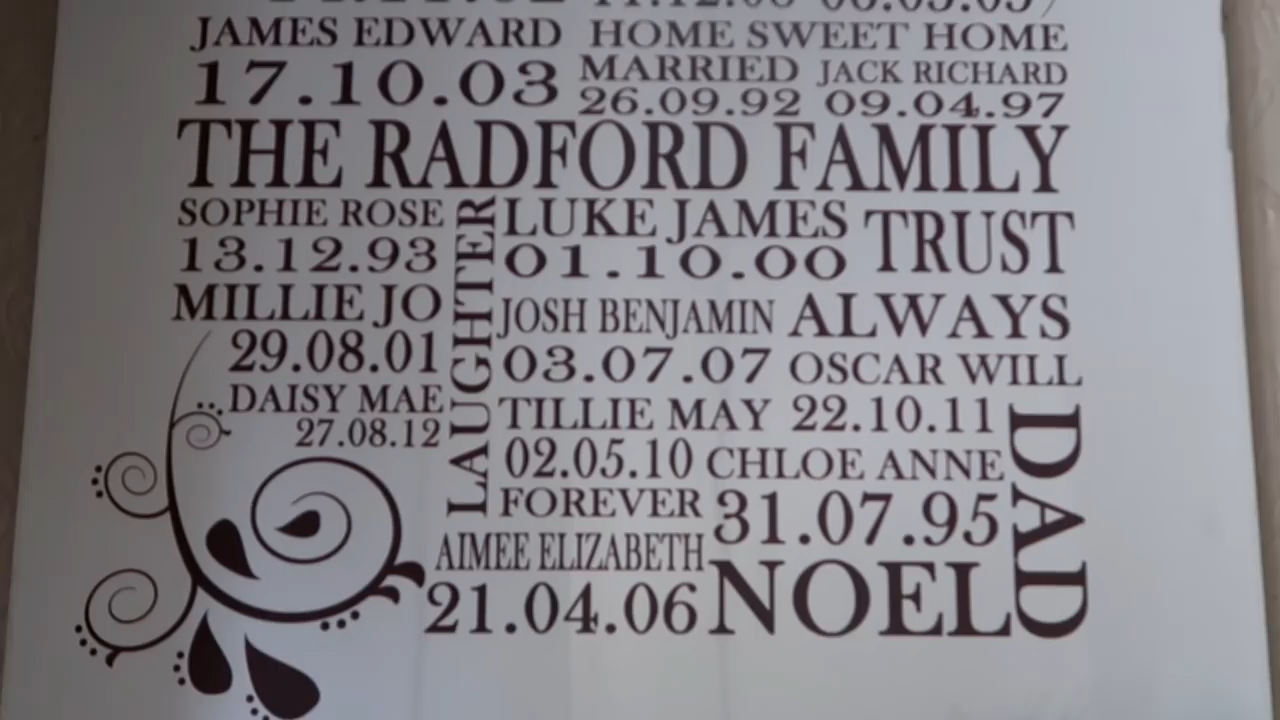 JAMES EDWARD
17.10.03
HOME SWEET HOME
MARRIED
26.09.92
JACK RICHARD
09.04.97
THE RADFORD FAMILY
SOPHIE ROSE
13.12.93
MILLIE JO
29.08.01
DAISY MAE
27.08.12
LAUGHTER
LUKE JAMES
01.10.00
TRUST
JOSH BENJAMIN
03.07.07
ALWAYS
OSCAR WILL
22.10.11
TILLIE MAY
02.05.10
CHLOE ANNE
31.07.95
FOREVER
AIMEE ELIZABETH
21.04.06
NOEL
DAD